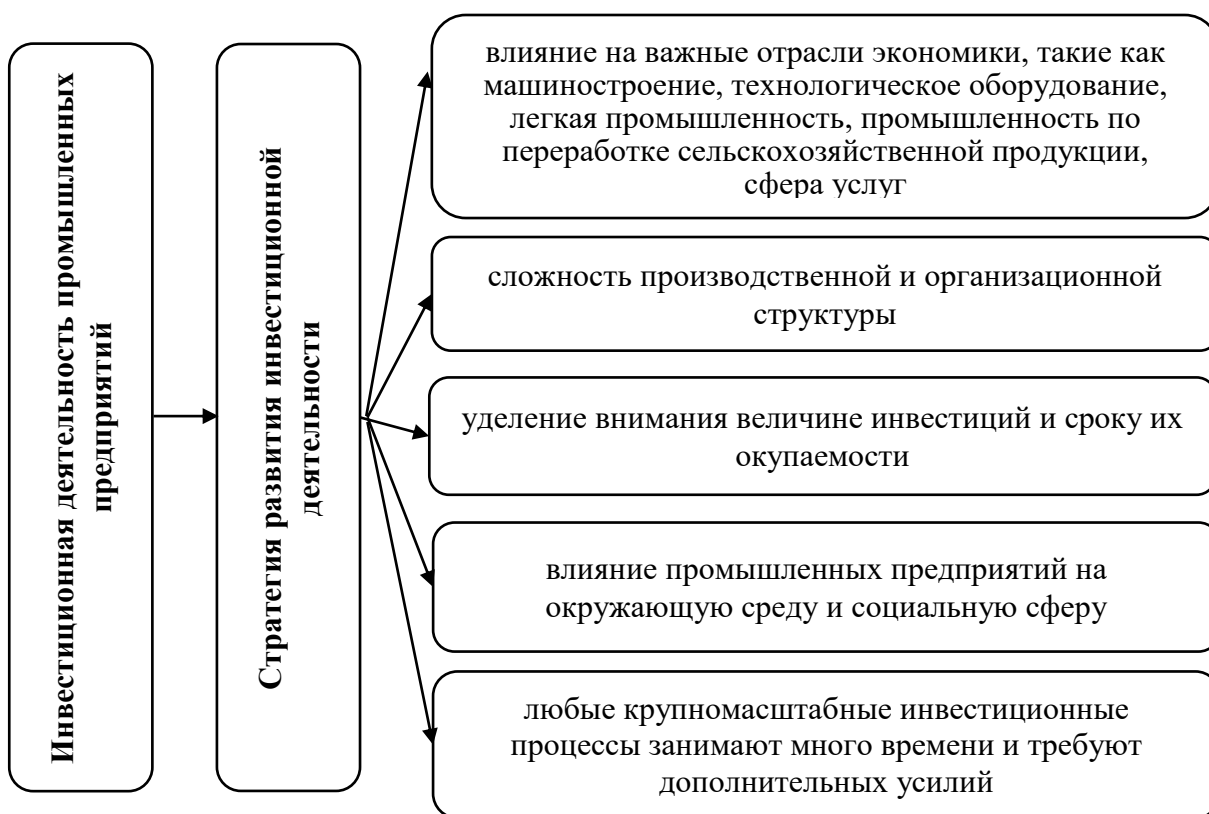 Инвестиционная деятельность промышленных
предприятий
Стратегия развития инвестиционной
деятельности
влияние на важные отрасли экономики, такие как
машиностроение, технологическое оборудование,
легкая промышленность, промышленность по
переработке сельскохозяйственной продукции,
сфера услуг
сложность производственной и организационной
структуры
уделение внимания величине инвестиций и сроку их
окупаемости
влияние промышленных предприятий на
окружающую среду и социальную сферу
любые крупномасштабные инвестиционные
процессы занимают много времени и требуют
дополнительных усилий